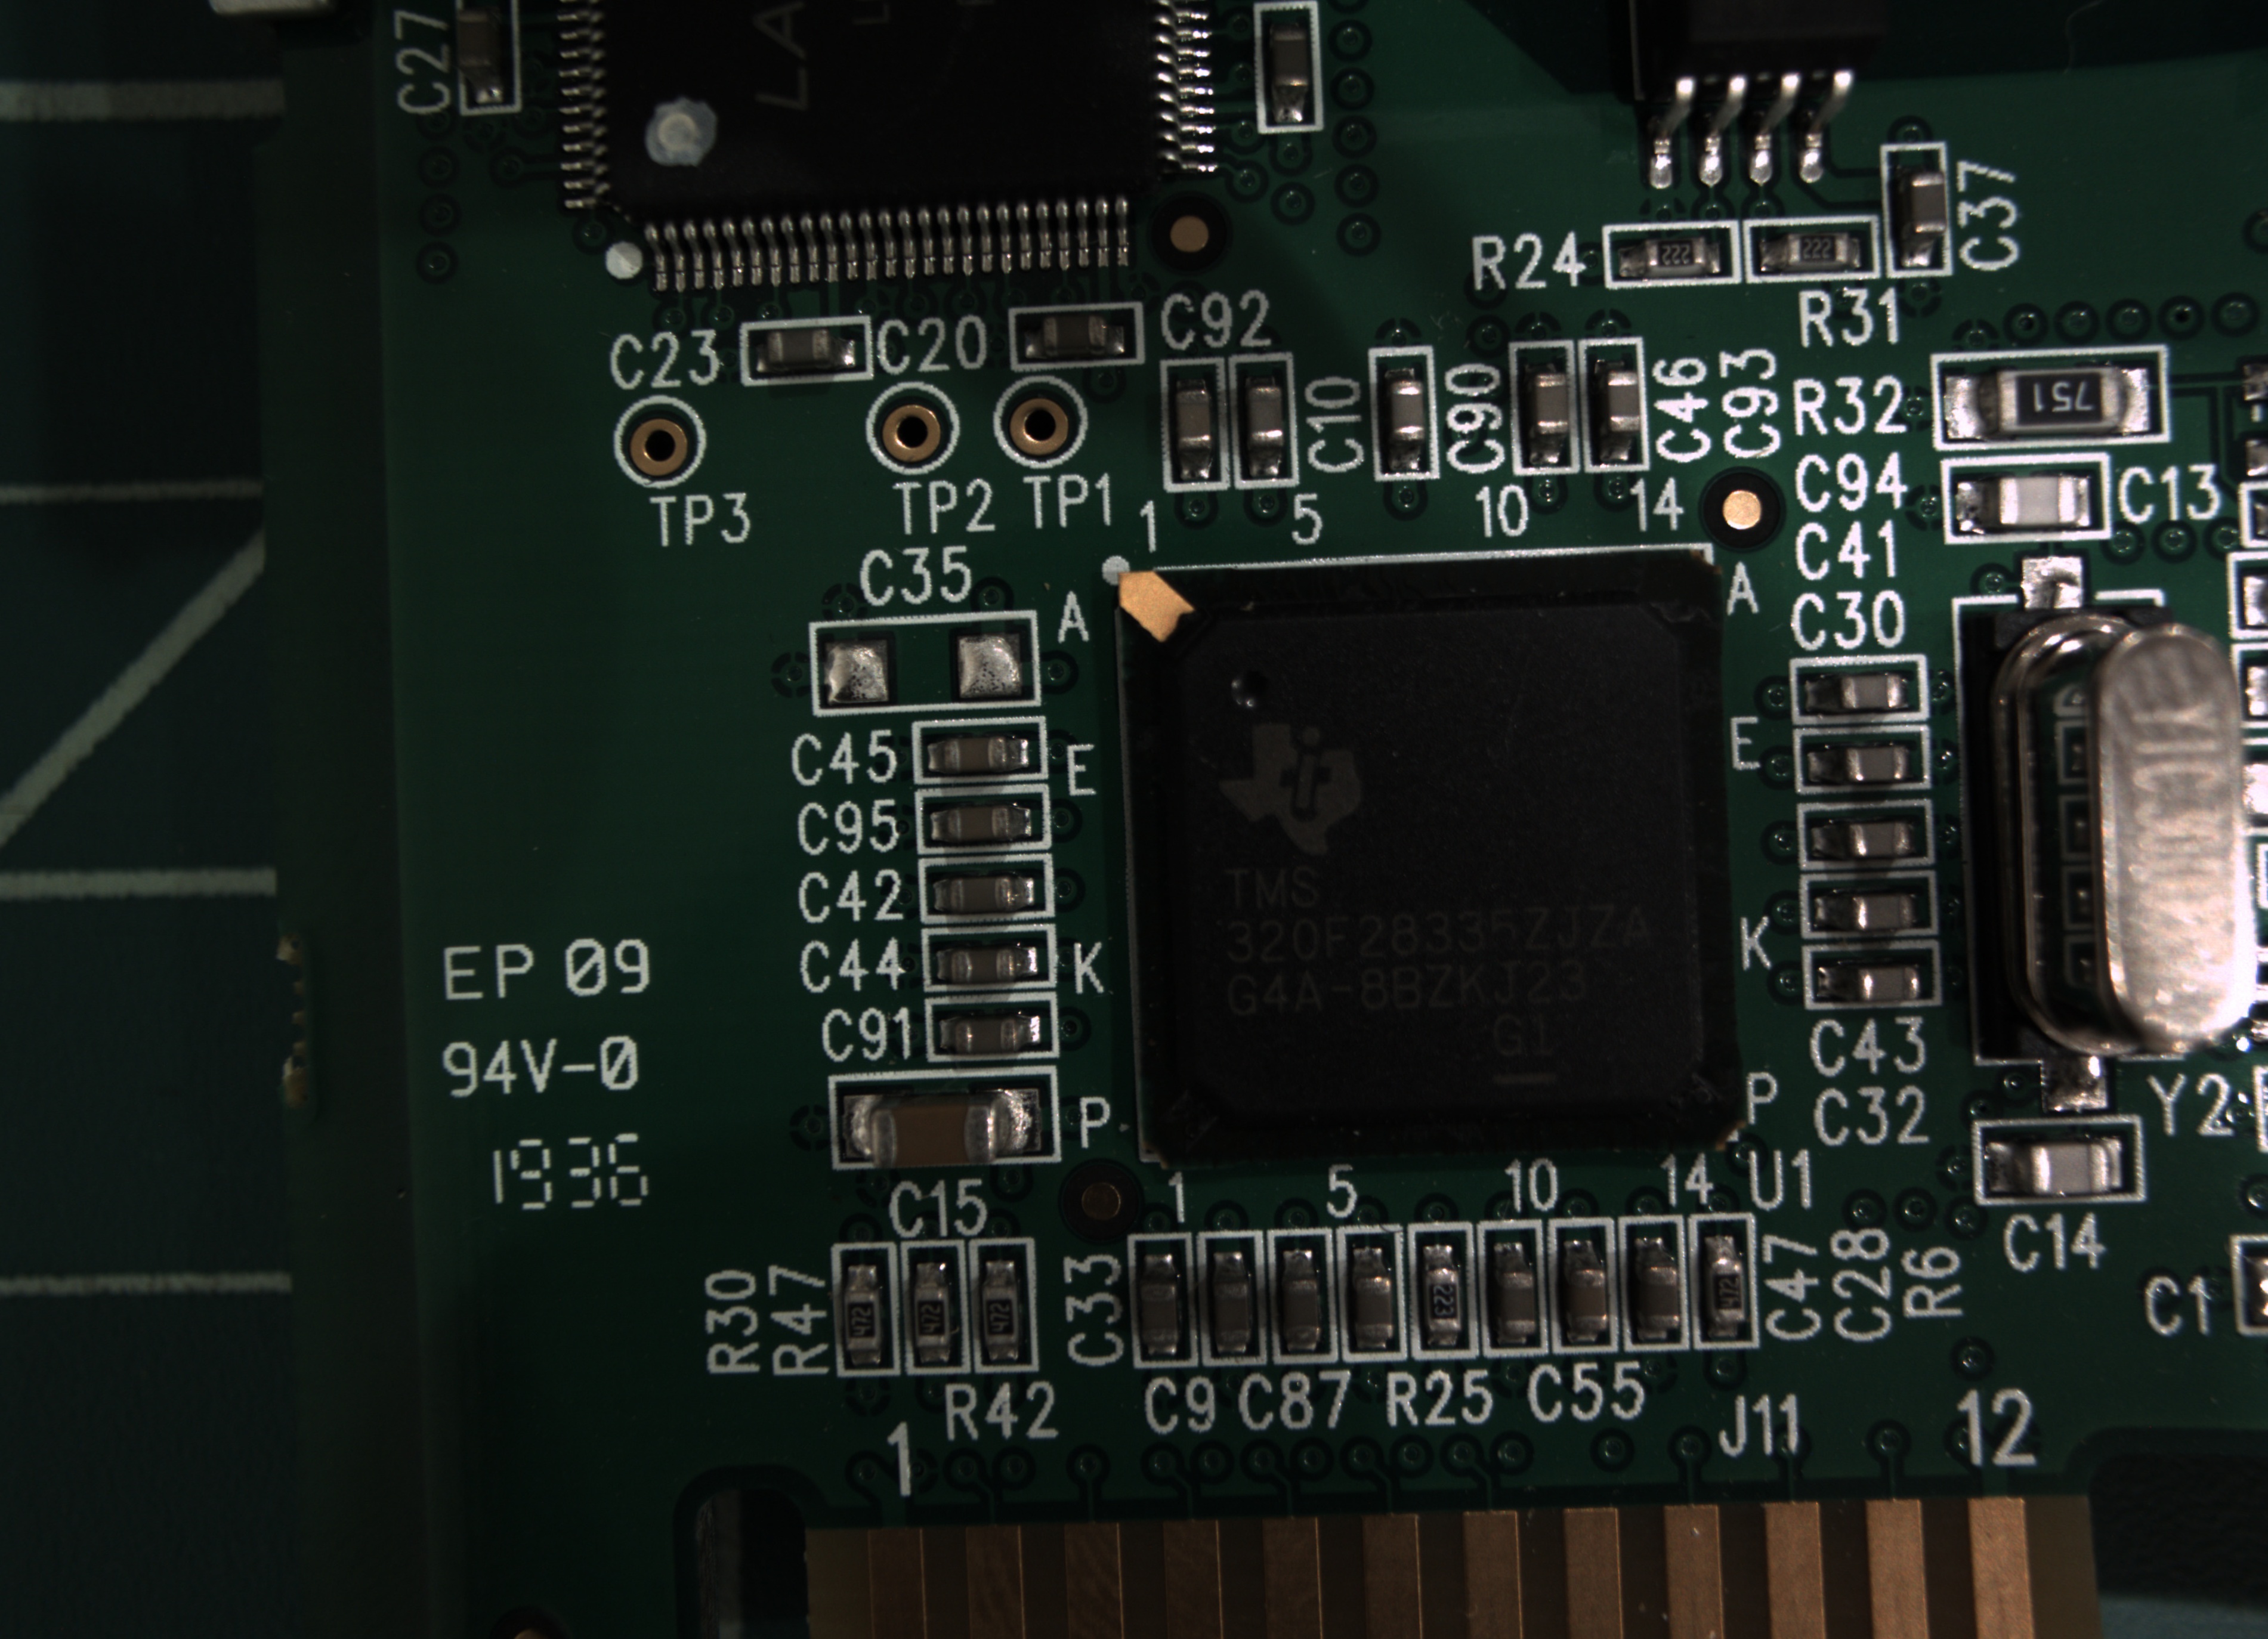 C27
LA
C37
R24
222
222
R31
C23
C20
C92
C10
C90
C46
C93
R32
751
C94
C13
C41
C30
TP3
TP2
TP1
1
5
10
14
C35
A
A
C45
E
E
C95
C42
C44
K
K
C91
P
P
TMS
320F28335ZJZA
G4A-8BZKJ23
G1
EP 09
94V-0
1936
C43
C32
Y2
C15
1
5
10
14
U1
C14
R30
R47
472
472
472
C33
223
472
C47
C28
R6
C1
R42
C9
C87
R25
C55
J11
1
12